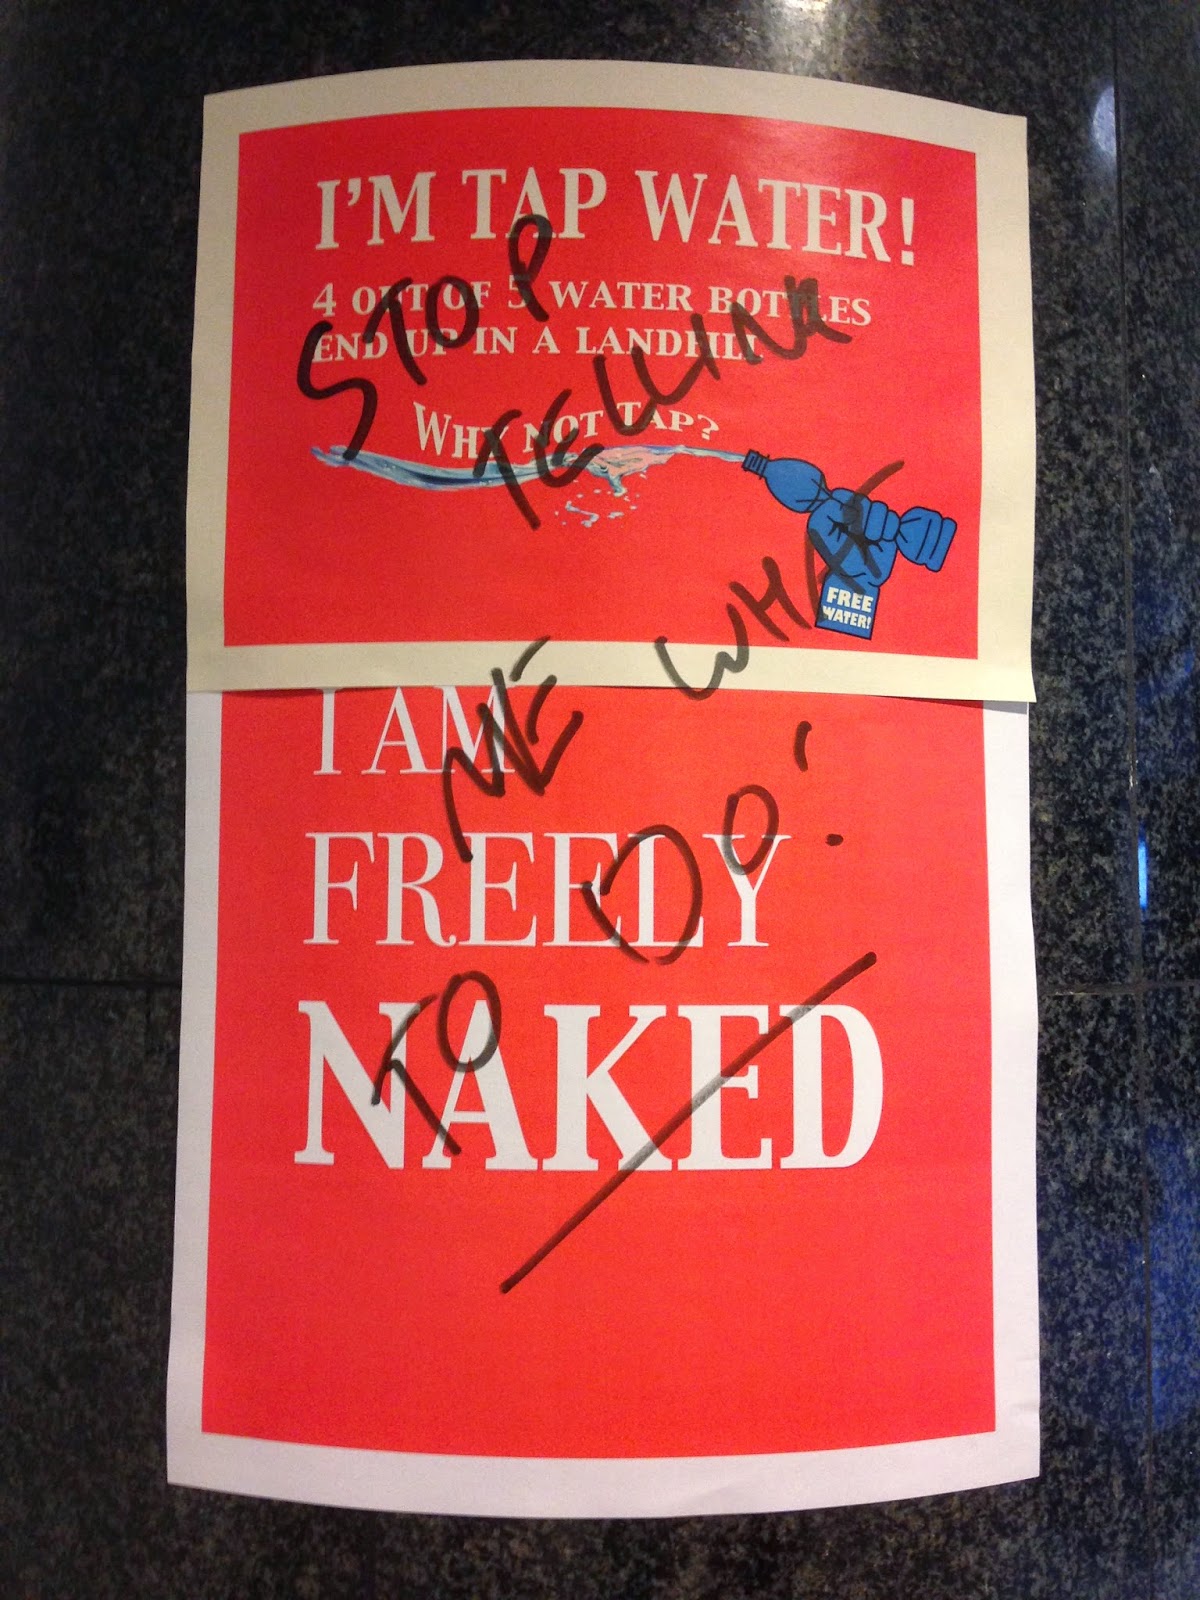 I'M TAP WATER!
4 OUT OF 5 WATER BOTTLES
END UP IN A LANDFILL
WHY NOT TAP?
FREE
WATER!
I AM
FREELY
NAKED
STOP
TELLING
ME WHAT
TO DO!